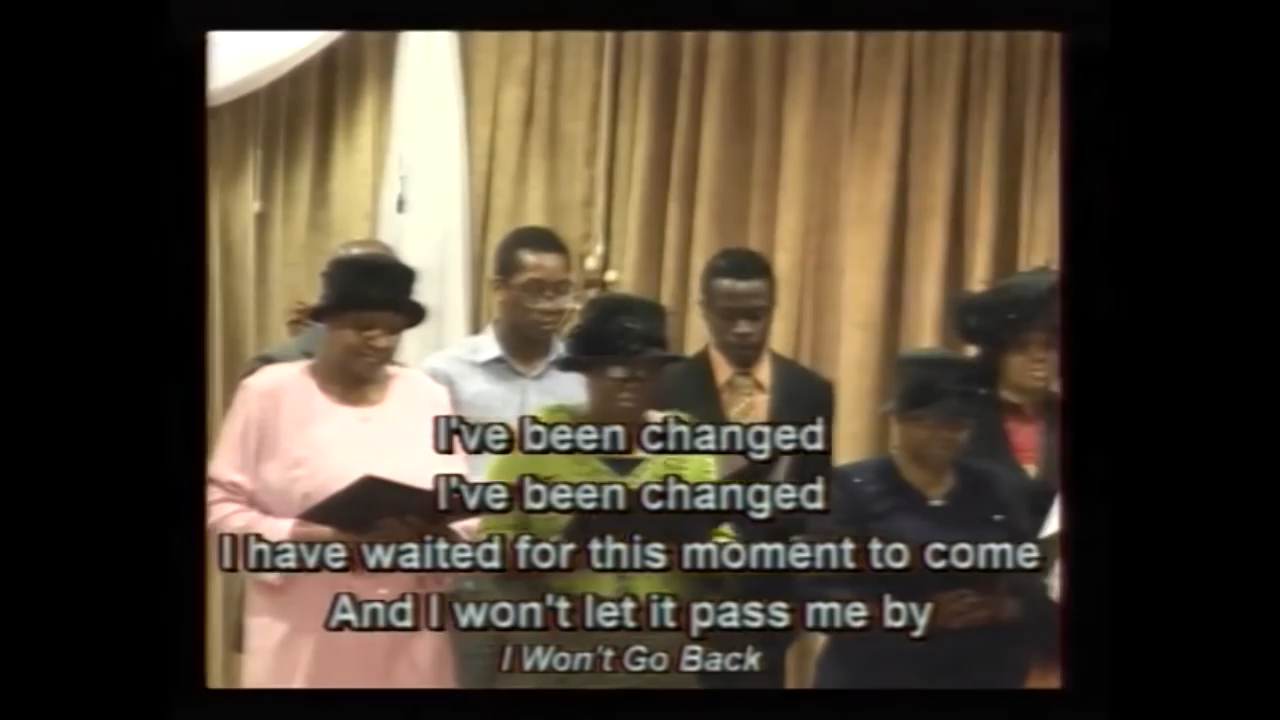 I've been changed
I've been changed
I have waited for this moment to come
And I won't let it pass me by
I Won't Go Back